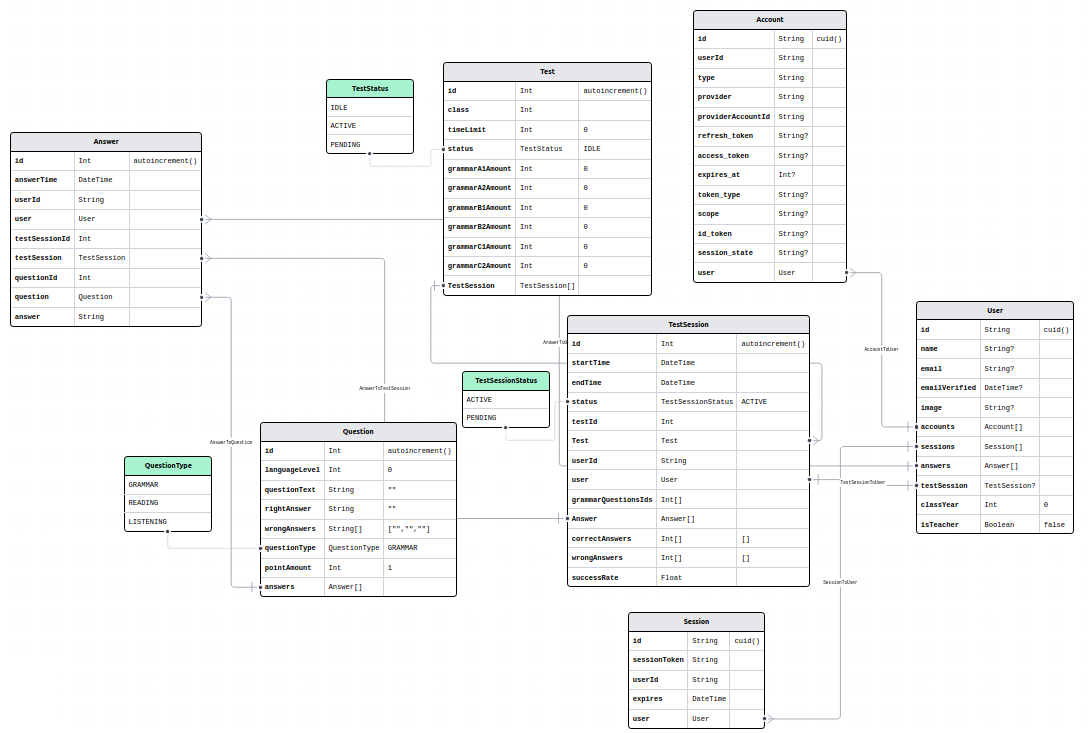 Account
id String cuid()
userId String
type String
provider String
providerAccountId String
refresh_token String?
access_token String?
expires_at Int?
token_type String?
scope String?
id_token String?
session_state String?
user User
Test
id Int autoincrement()
class Int
timeLimit Int 0
status TestStatus IDLE
grammarA1Amount Int 0
grammarA2Amount Int 0
grammarB1Amount Int 0
grammarB2Amount Int 0
grammarC1Amount Int 0
grammarC2Amount Int 0
TestSession TestSession[]
TestStatus
IDLE
ACTIVE
PENDING
Answer
id Int autoincrement()
answerTime DateTime
userId String
user User
testSessionId Int
testSession TestSession
questionId Int
question Question
answer String
User
id String cuid()
name String?
email String?
emailVerified DateTime?
image String?
accounts Account[]
sessions Session[]
answers Answer[]
testSession TestSession?
classYear Int 0
isTeacher Boolean false
TestSession
id Int autoincrement()
startTime DateTime
endTime DateTime
status TestSessionStatus ACTIVE
testId Int
Test Test
userId String
user User
grammarQuestionsIds Int[]
Answer Answer[]
correctAnswers Int[] []
wrongAnswers Int[] []
successRate Float
AccountToUser
TestSessionStatus
ACTIVE
PENDING
AnswerToTestSession
Question
id Int autoincrement()
languageLevel Int 0
questionText String ""
rightAnswer String ""
wrongAnswers String[] ["","",""]
questionType QuestionType GRAMMAR
pointAmount Int 1
answers Answer[]
AnswerToQuestion
QuestionType
GRAMMAR
READING
LISTENING
TestSessionToUser
SessionToUser
Session
id String cuid()
sessionToken String
userId String
expires DateTime
user User